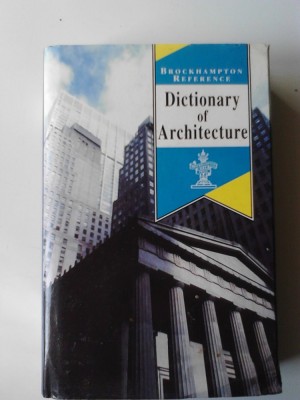 BROCKHAMPTON
REFERENCE
Dictionary
of
Architecture